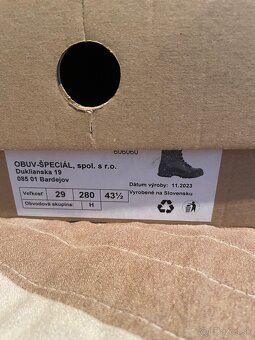 606060
OBUV-ŠPECIÁL, spol. s r.o.
Duklianska 19
085 01 Bardejov
Dátum výroby: 11.2023
Veľkosť 29 280 43½
Vyrobené na Slovensku
Obvodová skupina: H